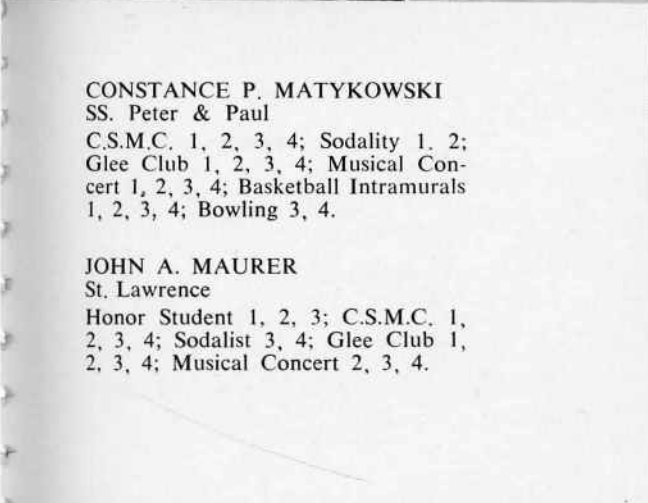 CONSTANCE P. MATYKOWSKI
SS. Peter & Paul
C.S.M.C. 1, 2, 3, 4; Sodality 1. 2;
Glee Club 1, 2, 3, 4; Musical Con-
cert 1, 2, 3, 4; Basketball Intramurals
1, 2, 3, 4; Bowling 3, 4.
JOHN A. MAURER
St. Lawrence
Honor Student 1, 2, 3; C.S.M.C. 1,
2, 3, 4; Sodalist 3, 4; Glee Club 1,
2, 3, 4; Musical Concert 2, 3, 4.